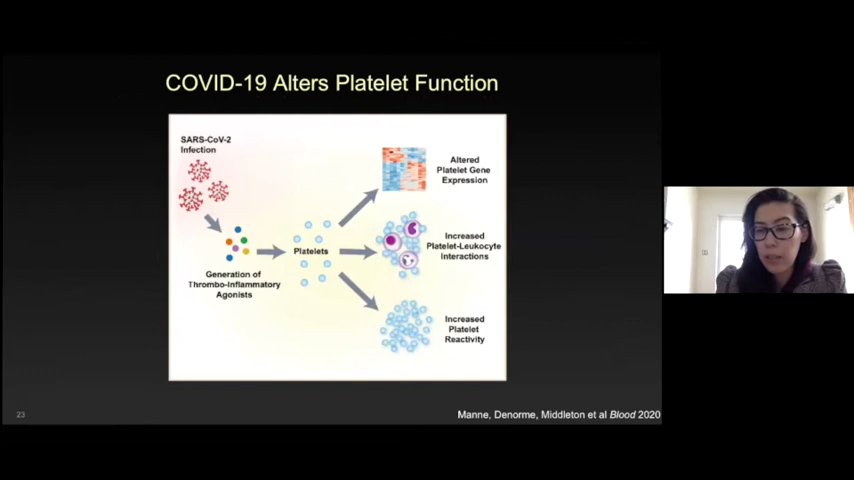 COVID-19 Alters Platelet Function
SARS-CoV-2
Infection
Generation of
Thrombo-Inflammatory
Agonists
Platelets
Altered
Platelet Gene
Expression
Increased
Platelet-Leukocyte
Interactions
Increased
Platelet
Reactivity
23
Manne, Denorme, Middleton et al Blood 2020